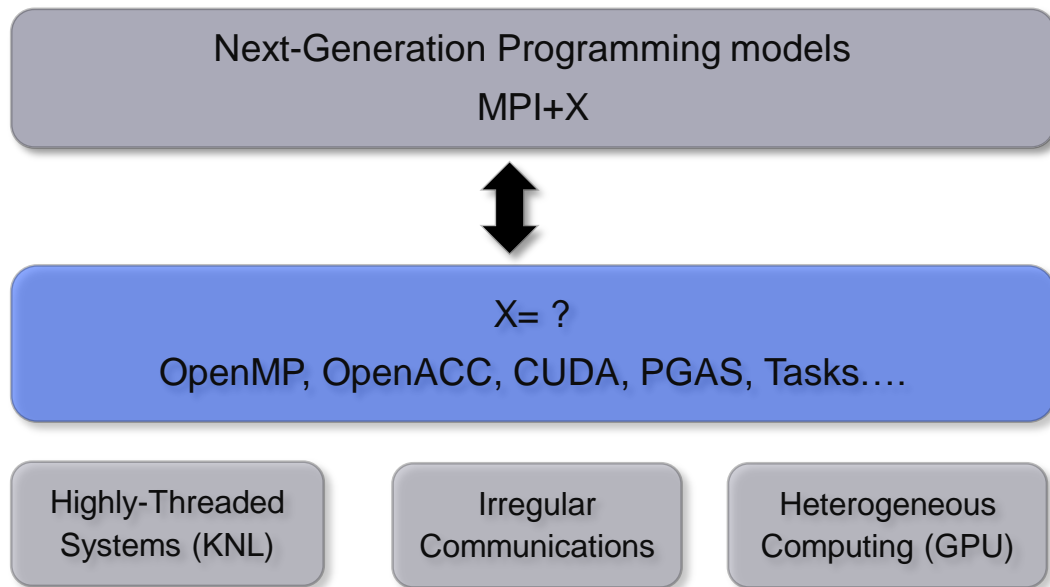 Next-Generation Programming models
MPI+X
X= ?
OpenMP, OpenACC, CUDA, PGAS, Tasks….
Highly-Threaded
Systems (KNL)
Irregular
Communications
Heterogeneous
Computing (GPU)